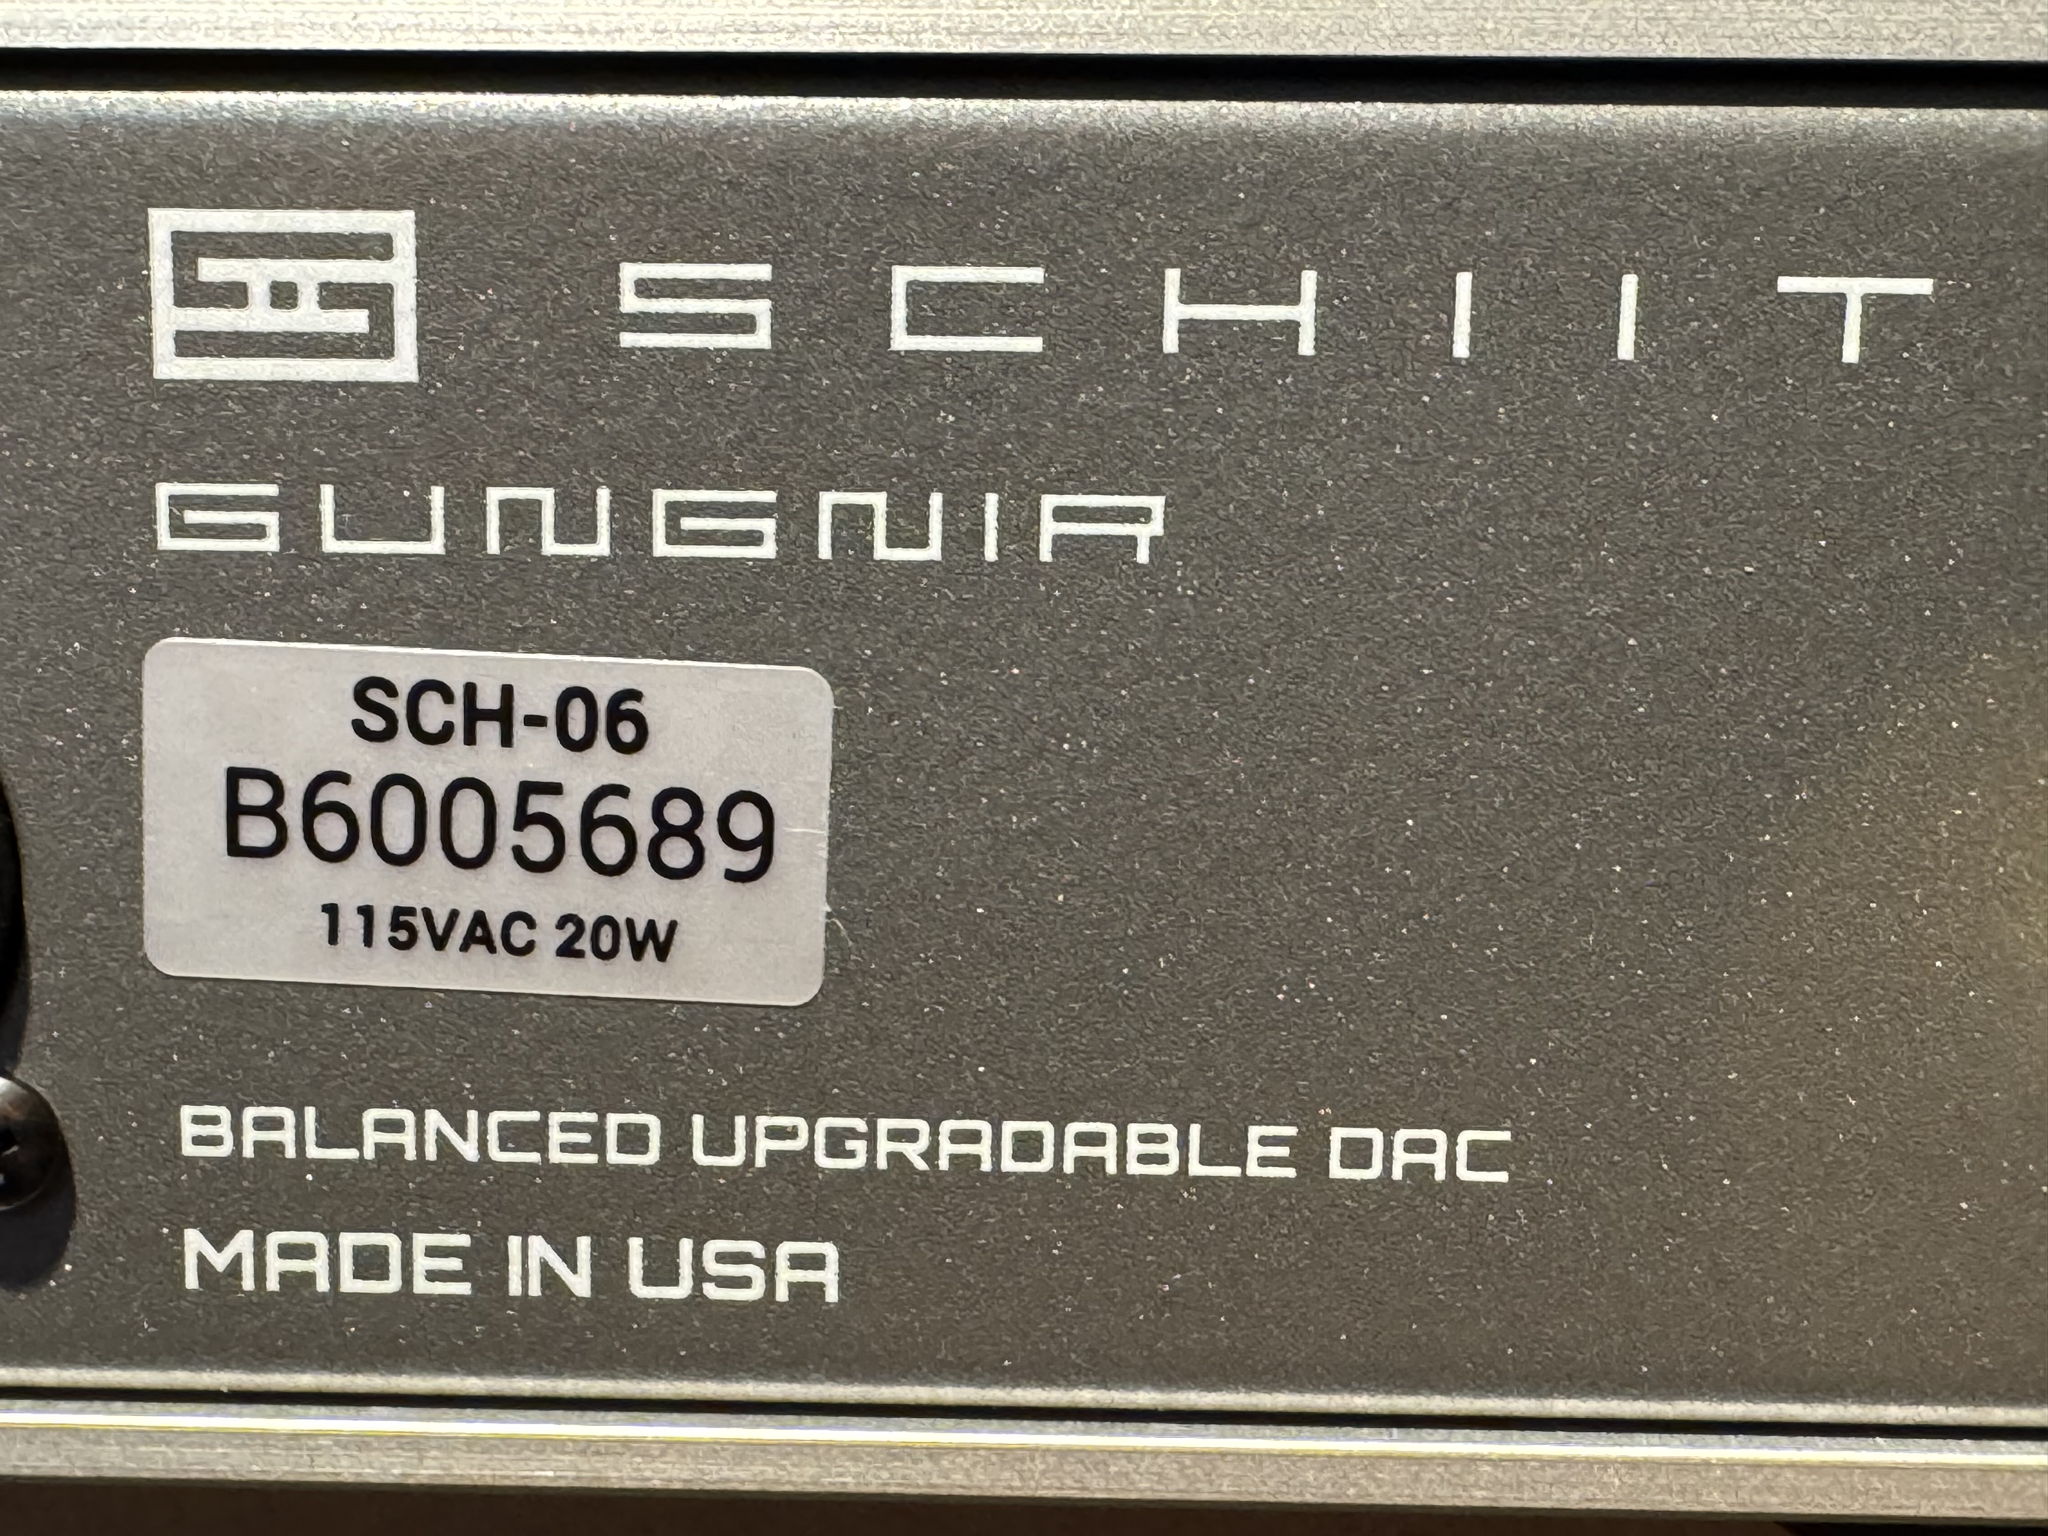 SCHIIT
GUNGNIR
SCH-06
B6005689
115VAC 20W
BALANCED UPGRADABLE DAC
MADE IN USA